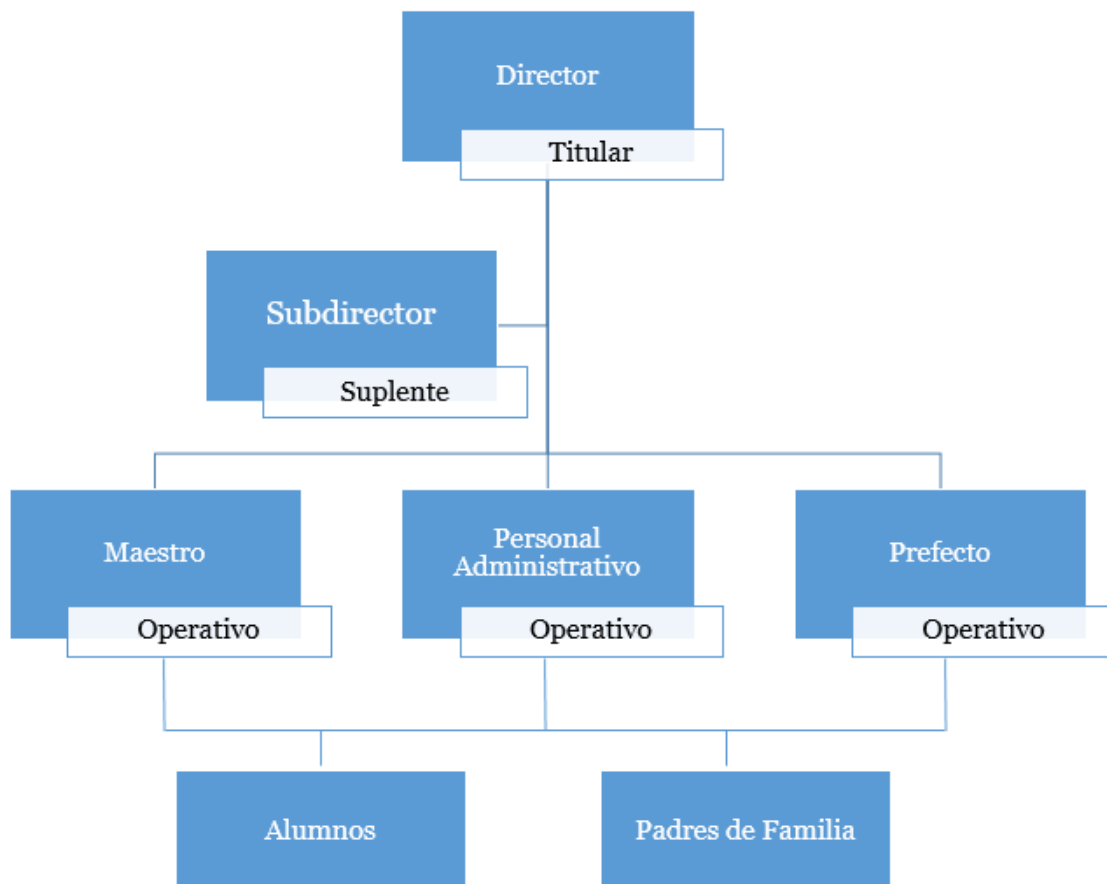 Director
Titular
Subdirector
Suplente
Maestro
Operativo
Personal
Administrativo
Operativo
Prefecto
Operativo
Alumnos
Padres de Familia